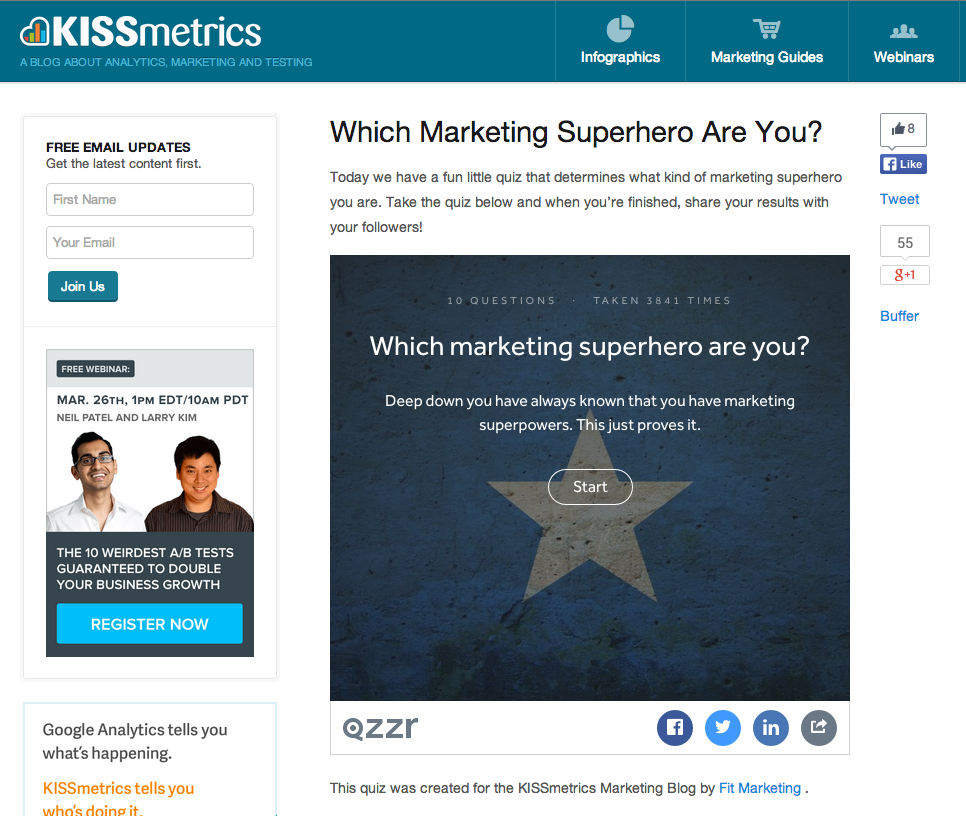 KISSmetrics
A BLOG ABOUT ANALYTICS, MARKETING AND TESTING
Infographics
Marketing Guides
Webinars
FREE EMAIL UPDATES
Get the latest content first.
First Name
Your Email
Join Us
FREE WEBINAR:
MAR. 26TH, 1PM EDT/10AM PDT
NEIL PATEL AND LARRY KIM
THE 10 WEIRDEST A/B TESTS
GUARANTEED TO DOUBLE
YOUR BUSINESS GROWTH
REGISTER NOW
Google Analytics tells you
what's happening.
KISSmetrics tells you
who's doing it.
Which Marketing Superhero Are You?
Today we have a fun little quiz that determines what kind of marketing superhero
you are. Take the quiz below and when you're finished, share your results with
your followers!
10 QUESTIONS · TAKEN 3841 TIMES
Which marketing superhero are you?
Deep down you have always known that you have marketing
superpowers. This just proves it.
Start
qzzr
in
This quiz was created for the KISSmetrics Marketing Blog by Fit Marketing .
8
Like
Tweet
55
g+1
Buffer